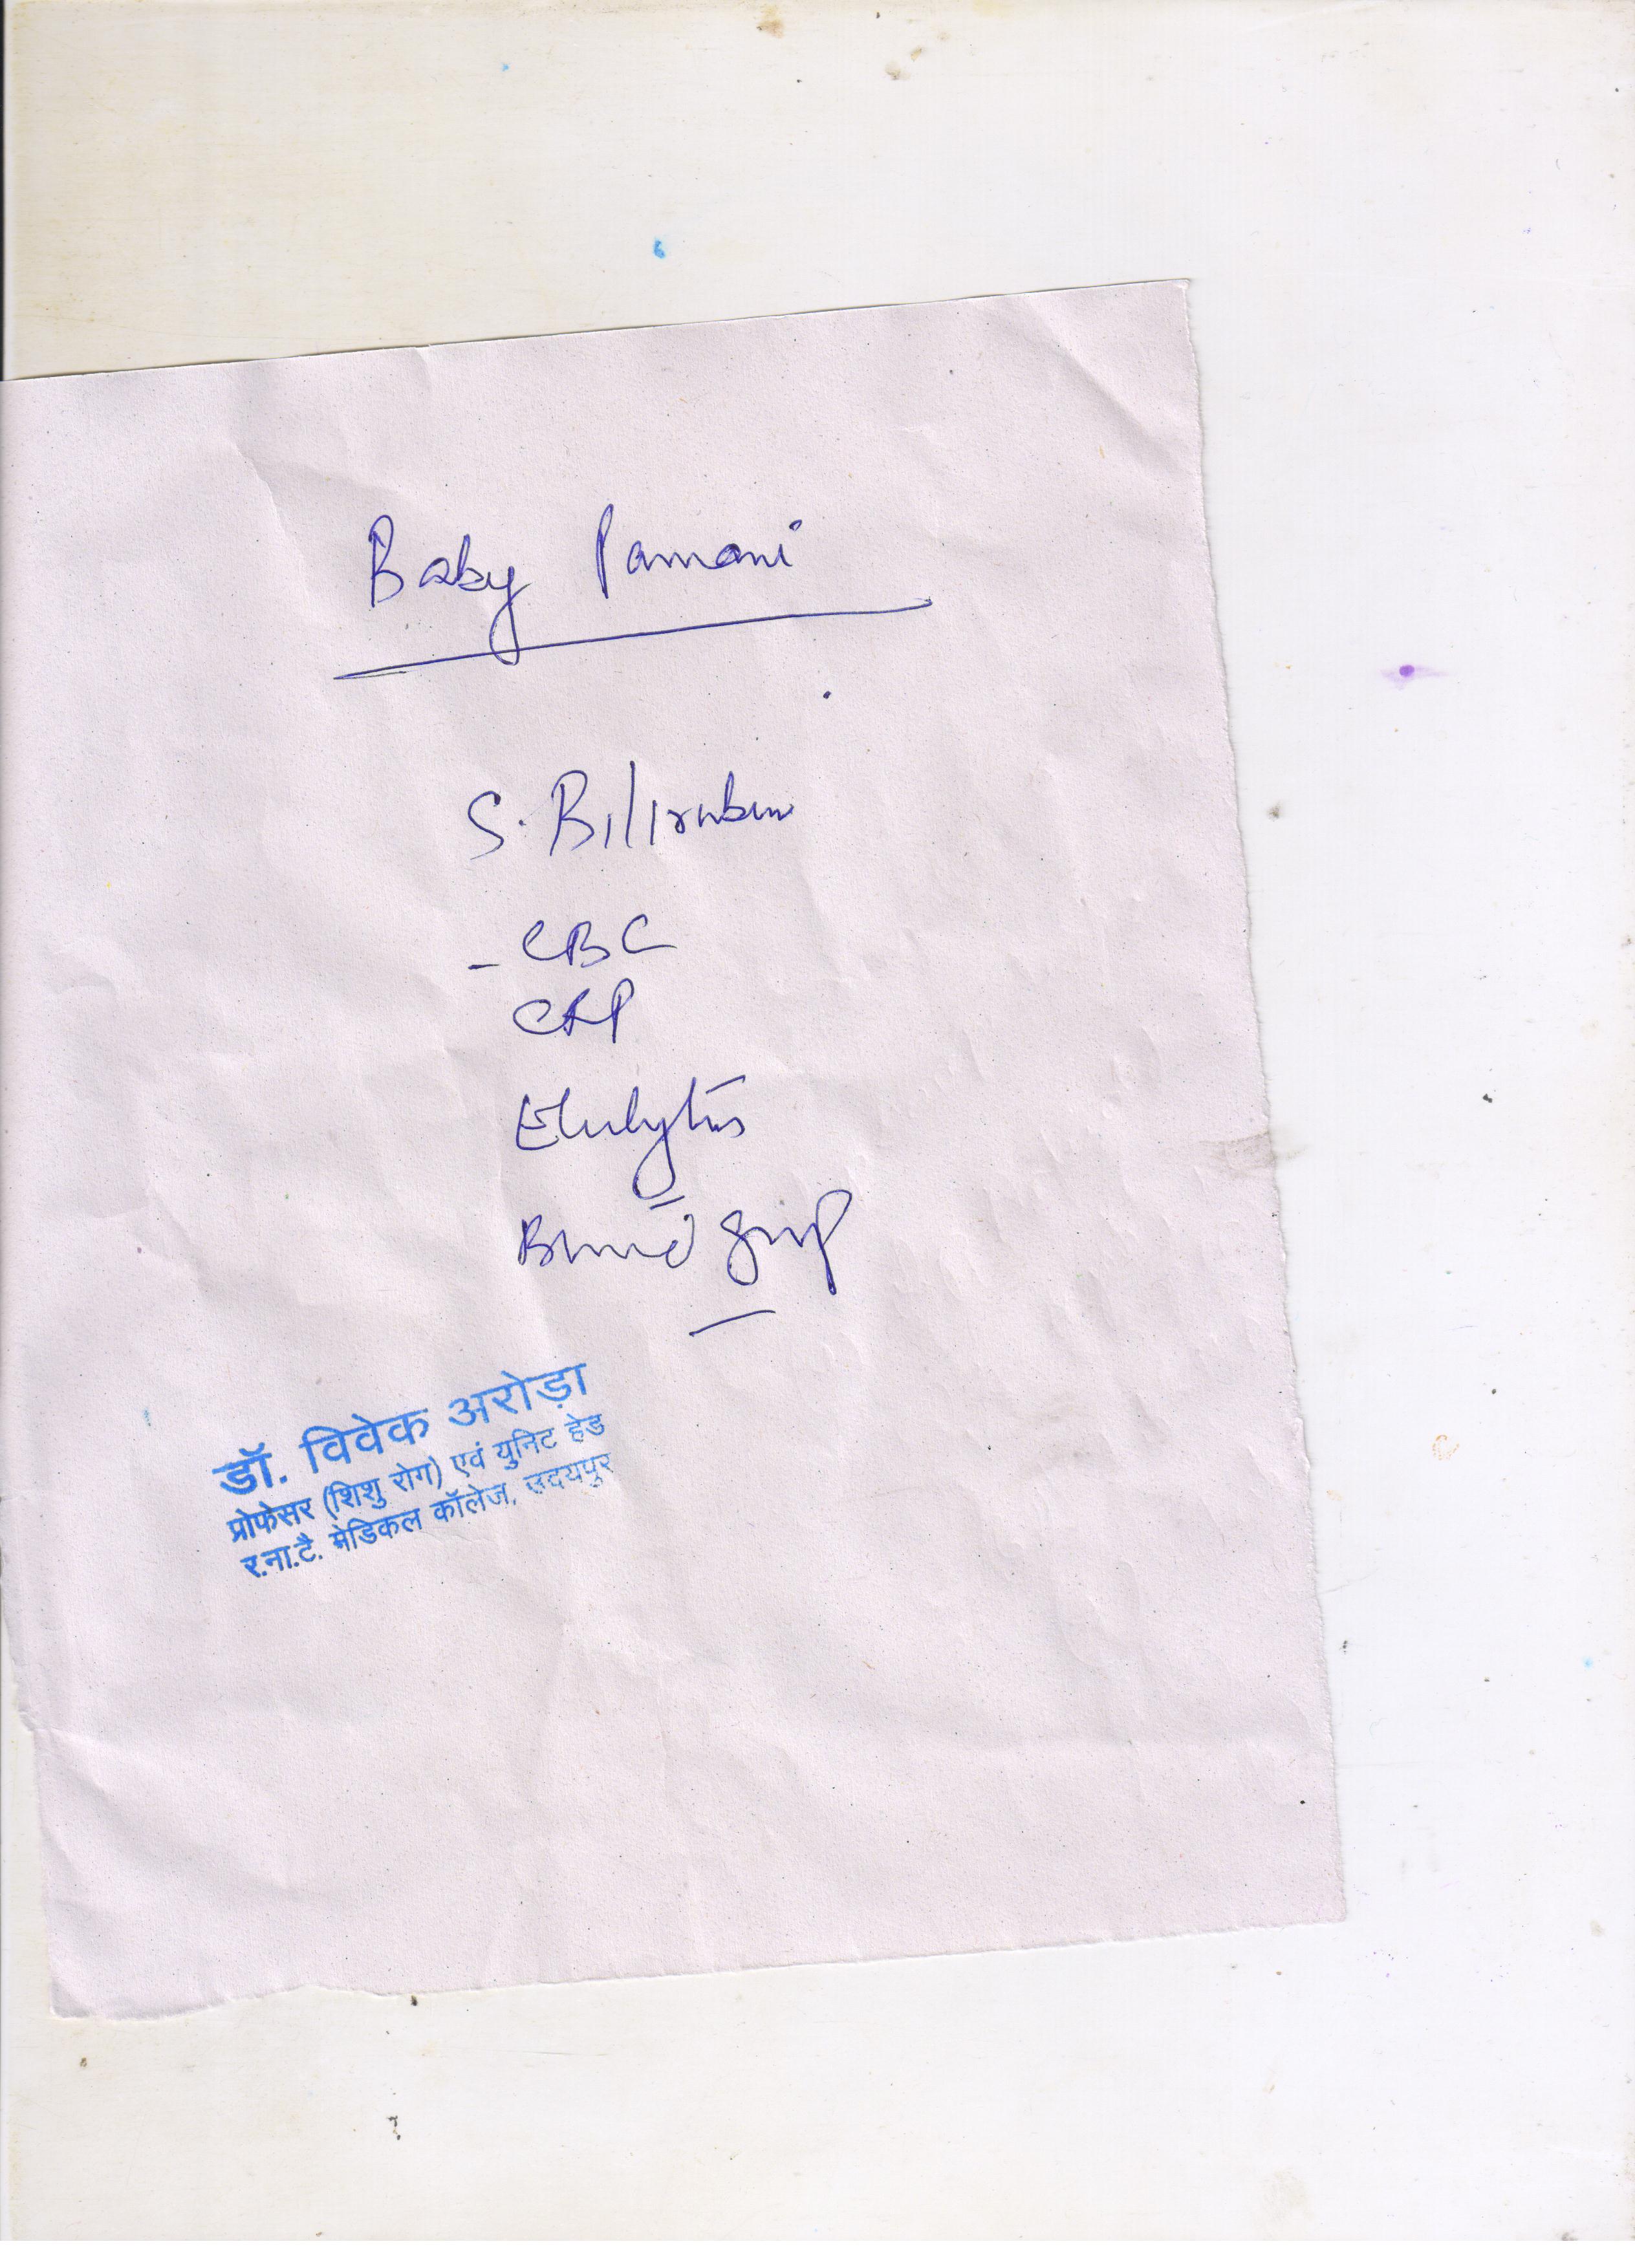 Baby Pamani
S. Bilirubin
- CBC
CRP
Electrolytes
Blood group
डॉ. विवेक अरोड़ा
प्रोफेसर (शिशु रोग) एवं युनिट हेड
र.ना.टै. मेडिकल कॉलेज, उदयपुर